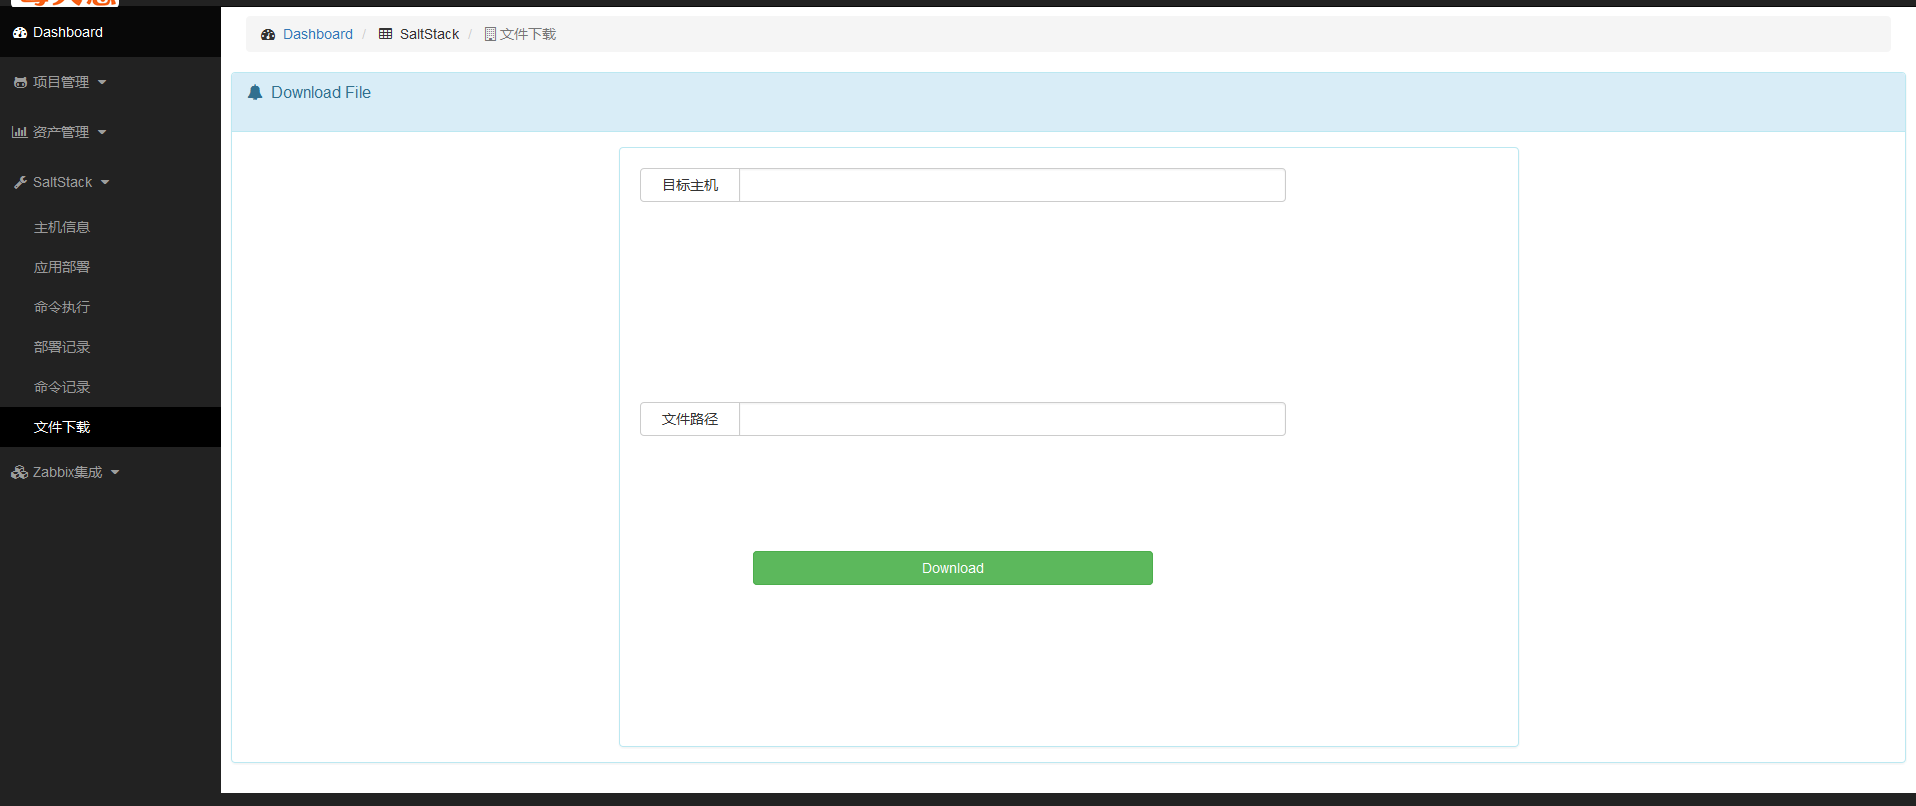 Dashboard
项目管理
资产管理
SaltStack
主机信息
应用部署
命令执行
部署记录
命令记录
文件下载
Zabbix集成
Dashboard / SaltStack / 文件下载
Download File
目标主机
文件路径
Download